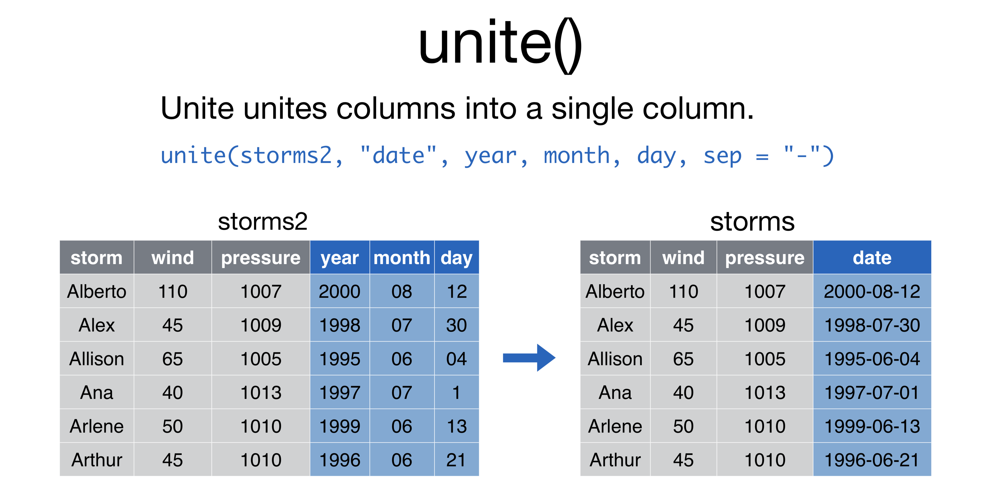 unite()
Unite unites columns into a single column.
unite(storms2, "date", year, month, day, sep = "-")
storms2
storm wind pressure year month day
Alberto 110 1007 2000 08 12
Alex 45 1009 1998 07 30
Allison 65 1005 1995 06 04
Ana 40 1013 1997 07 1
Arlene 50 1010 1999 06 13
Arthur 45 1010 1996 06 21
storms
storm wind pressure date
Alberto 110 1007 2000-08-12
Alex 45 1009 1998-07-30
Allison 65 1005 1995-06-04
Ana 40 1013 1997-07-01
Arlene 50 1010 1999-06-13
Arthur 45 1010 1996-06-21